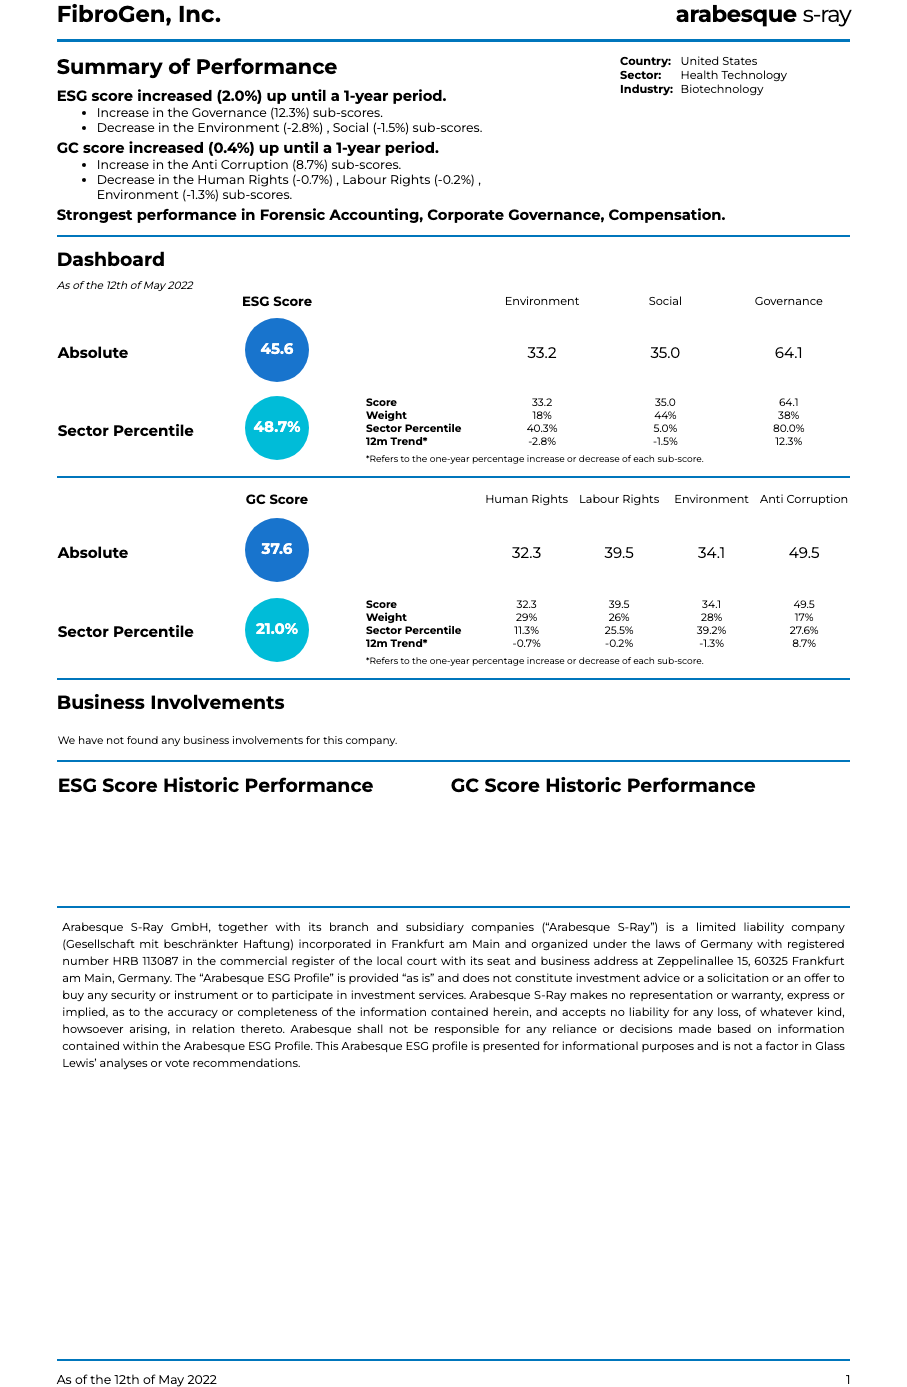 FibroGen, Inc.
arabesque s-ray
Summary of Performance
Country: United States
Sector: Health Technology
Industry: Biotechnology
ESG score increased (2.0%) up until a 1-year period.
• Increase in the Governance (12.3%) sub-scores.
• Decrease in the Environment (-2.8%) , Social (-1.5%) sub-scores.
GC score increased (0.4%) up until a 1-year period.
• Increase in the Anti Corruption (8.7%) sub-scores.
• Decrease in the Human Rights (-0.7%) , Labour Rights (-0.2%) ,
Environment (-1.3%) sub-scores.
Strongest performance in Forensic Accounting, Corporate Governance, Compensation.
Dashboard
As of the 12th of May 2022
ESG Score Environment Social Governance
Absolute 45.6 33.2 35.0 64.1
Sector Percentile 48.7%
Score 33.2 35.0 64.1
Weight 18% 44% 38%
Sector Percentile 40.3% 5.0% 80.0%
12m Trend* -2.8% -1.5% 12.3%
*Refers to the one-year percentage increase or decrease of each sub-score.
GC Score Human Rights Labour Rights Environment Anti Corruption
Absolute 37.6 32.3 39.5 34.1 49.5
Sector Percentile 21.0%
Score 32.3 39.5 34.1 49.5
Weight 29% 26% 28% 17%
Sector Percentile 11.3% 25.5% 39.2% 27.6%
12m Trend* -0.7% -0.2% -1.3% 8.7%
*Refers to the one-year percentage increase or decrease of each sub-score.
Business Involvements
We have not found any business involvements for this company.
ESG Score Historic Performance GC Score Historic Performance
Arabesque S-Ray GmbH, together with its branch and subsidiary companies (“Arabesque S-Ray”) is a limited liability company
(Gesellschaft mit beschränkter Haftung) incorporated in Frankfurt am Main and organized under the laws of Germany with registered
number HRB 113087 in the commercial register of the local court with its seat and business address at Zeppelinallee 15, 60325 Frankfurt
am Main, Germany. The “Arabesque ESG Profile” is provided “as is” and does not constitute investment advice or a solicitation or an offer to
buy any security or instrument or to participate in investment services. Arabesque S-Ray makes no representation or warranty, express or
implied, as to the accuracy or completeness of the information contained herein, and accepts no liability for any loss, of whatever kind,
howsoever arising, in relation thereto. Arabesque shall not be responsible for any reliance or decisions made based on information
contained within the Arabesque ESG Profile. This Arabesque ESG profile is presented for informational purposes and is not a factor in Glass
Lewis’ analyses or vote recommendations.
As of the 12th of May 2022 1